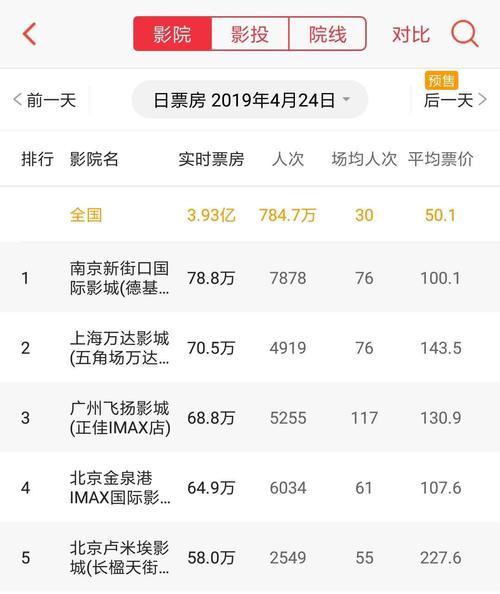 影院 影投 院线 对比
预售
前一天 日票房 2019年4月24日 后一天
排行 影院名 实时票房 人次 场均人次 平均票价
全国 3.93亿 784.7万 30 50.1
1 南京新街口国 78.8万 7878 76 100.1
际影城(德基...
2 上海万达影城 70.5万 4919 76 143.5
(五角场万达...
3 广州飞扬影城 68.8万 5255 117 130.9
(正佳IMAX店)
4 北京金泉港 64.9万 6034 61 107.6
IMAX国际影...
5 北京卢米埃影 58.0万 2549 55 227.6
城(长楹天街...